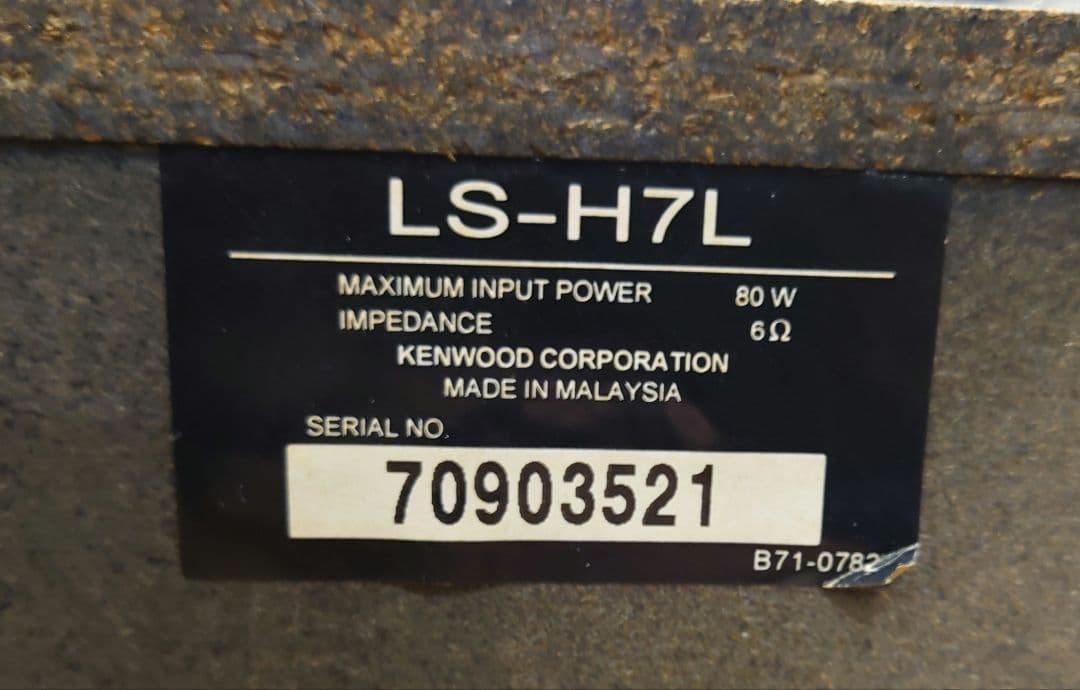 LS-H7L
MAXIMUM INPUT POWER 80 W
IMPEDANCE 6Ω
KENWOOD CORPORATION
MADE IN MALAYSIA
SERIAL NO.
70903521
B71-0782